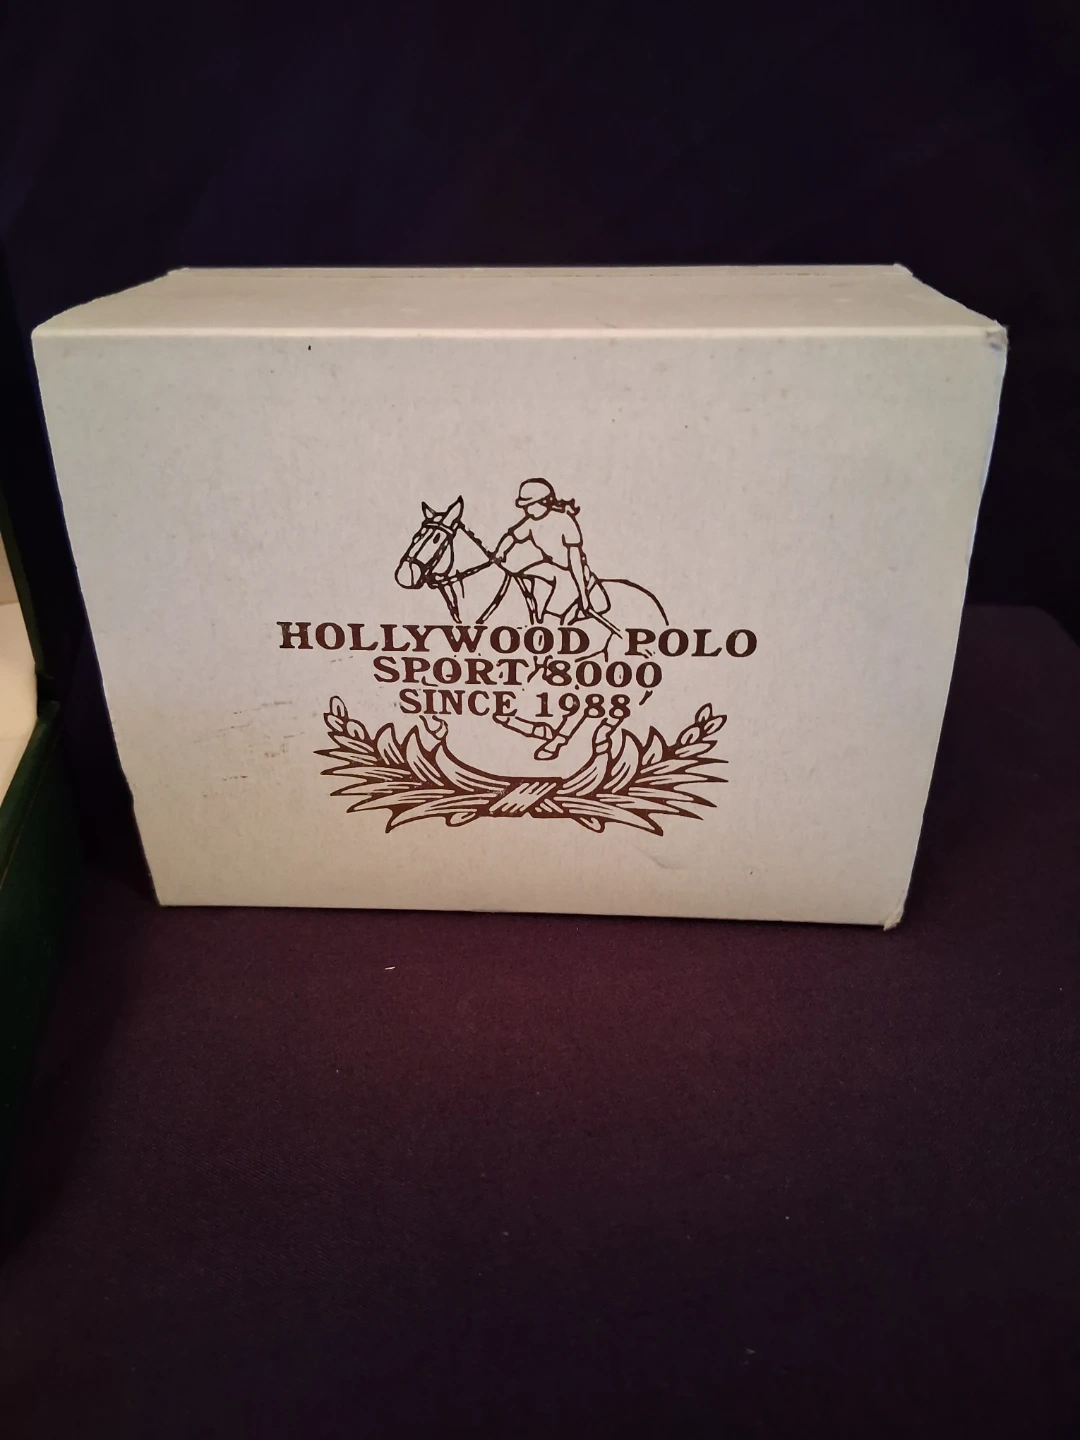 HOLLYWOOD POLO
SPORT 8000
SINCE 1988